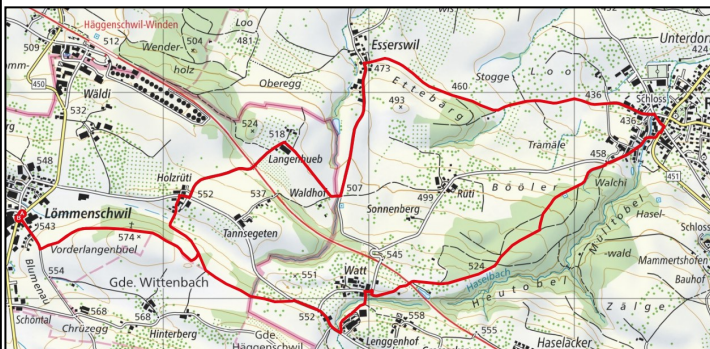 Häggenschwil-Winden
509
512
Wender-
holz
504
Loo
481
Esserswil
473
Ettebärg
493
460
Stogge
Loo
436
Schloss
436
Unterdorf
424
450
Wäldi
532
Oberegg
524
518
Langenhueb
Tramäle
458
Walchi
451
548
Holzrüti
552
537
Waldhof
507
499
Rüti
Bööler
Sonnenberg
Tannsegeten
Mülitobel
Hasel-
wald
Schloss
Lömmenschwil
543
574
Vorderlangenbüel
545
524
Haselbach
Heutobel
Mammertshofen
Bauhof
Blumenau
554
Gde. Wittenbach
551
Watt
Zälge
568
568
Schöntal
Chrüzegg
Hinterberg
552
Gde.
Häggenschwil
Lenggenhof
558
555
Haselacker